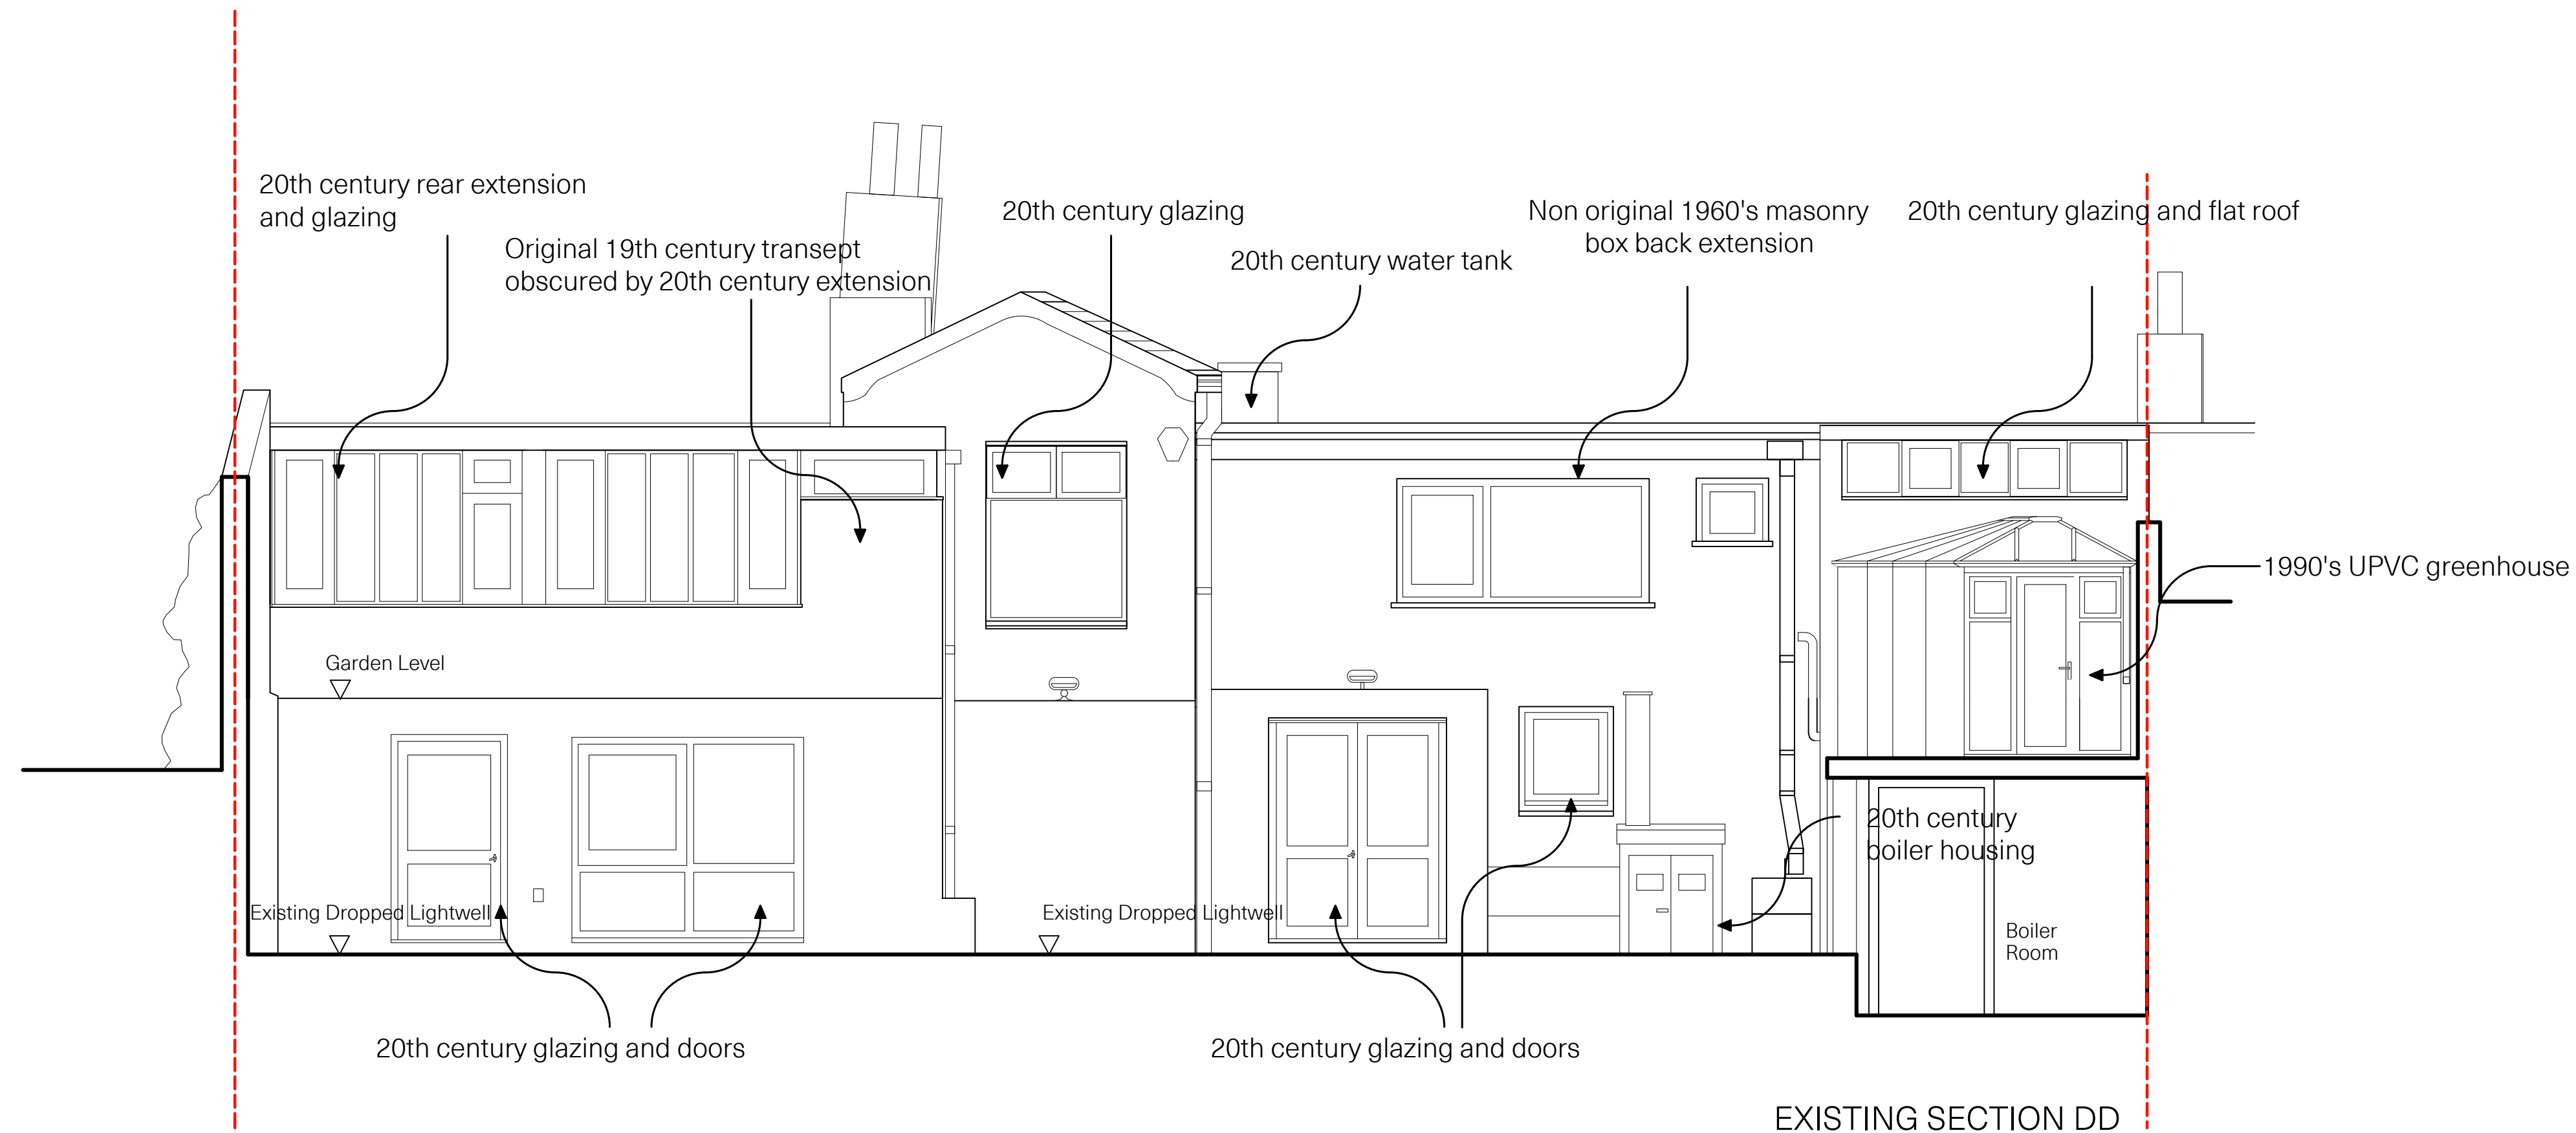 20th century rear extension
and glazing
Original 19th century transept
obscured by 20th century extension
20th century glazing
20th century water tank
Non original 1960's masonry
box back extension
20th century glazing and flat roof
1990's UPVC greenhouse
Garden Level
20th century
boiler housing
Existing Dropped Lightwell
Existing Dropped Lightwell
Boiler
Room
20th century glazing and doors
20th century glazing and doors
EXISTING SECTION DD